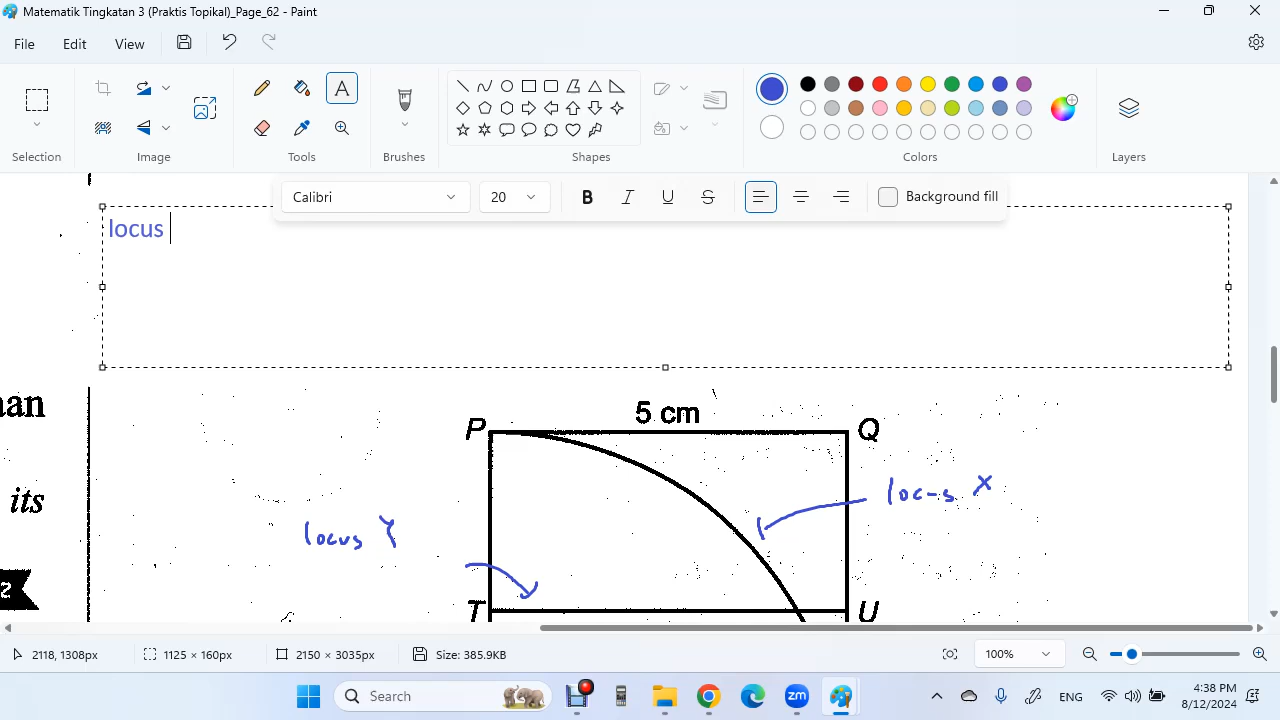 Matematik Tingkatan 3 (Praktis Topikal)_Page_62 - Paint
File Edit View
Selection Image Tools Brushes Shapes Colors Layers
Calibri 20 B I U S Background fill
locus
5 cm
P Q
aan
its
locus X
locus Y
T U
2
2118, 1308px 1125 × 160px 2150 × 3035px Size: 385.9KB 100%
Search
ENG
4:38 PM
8/12/2024